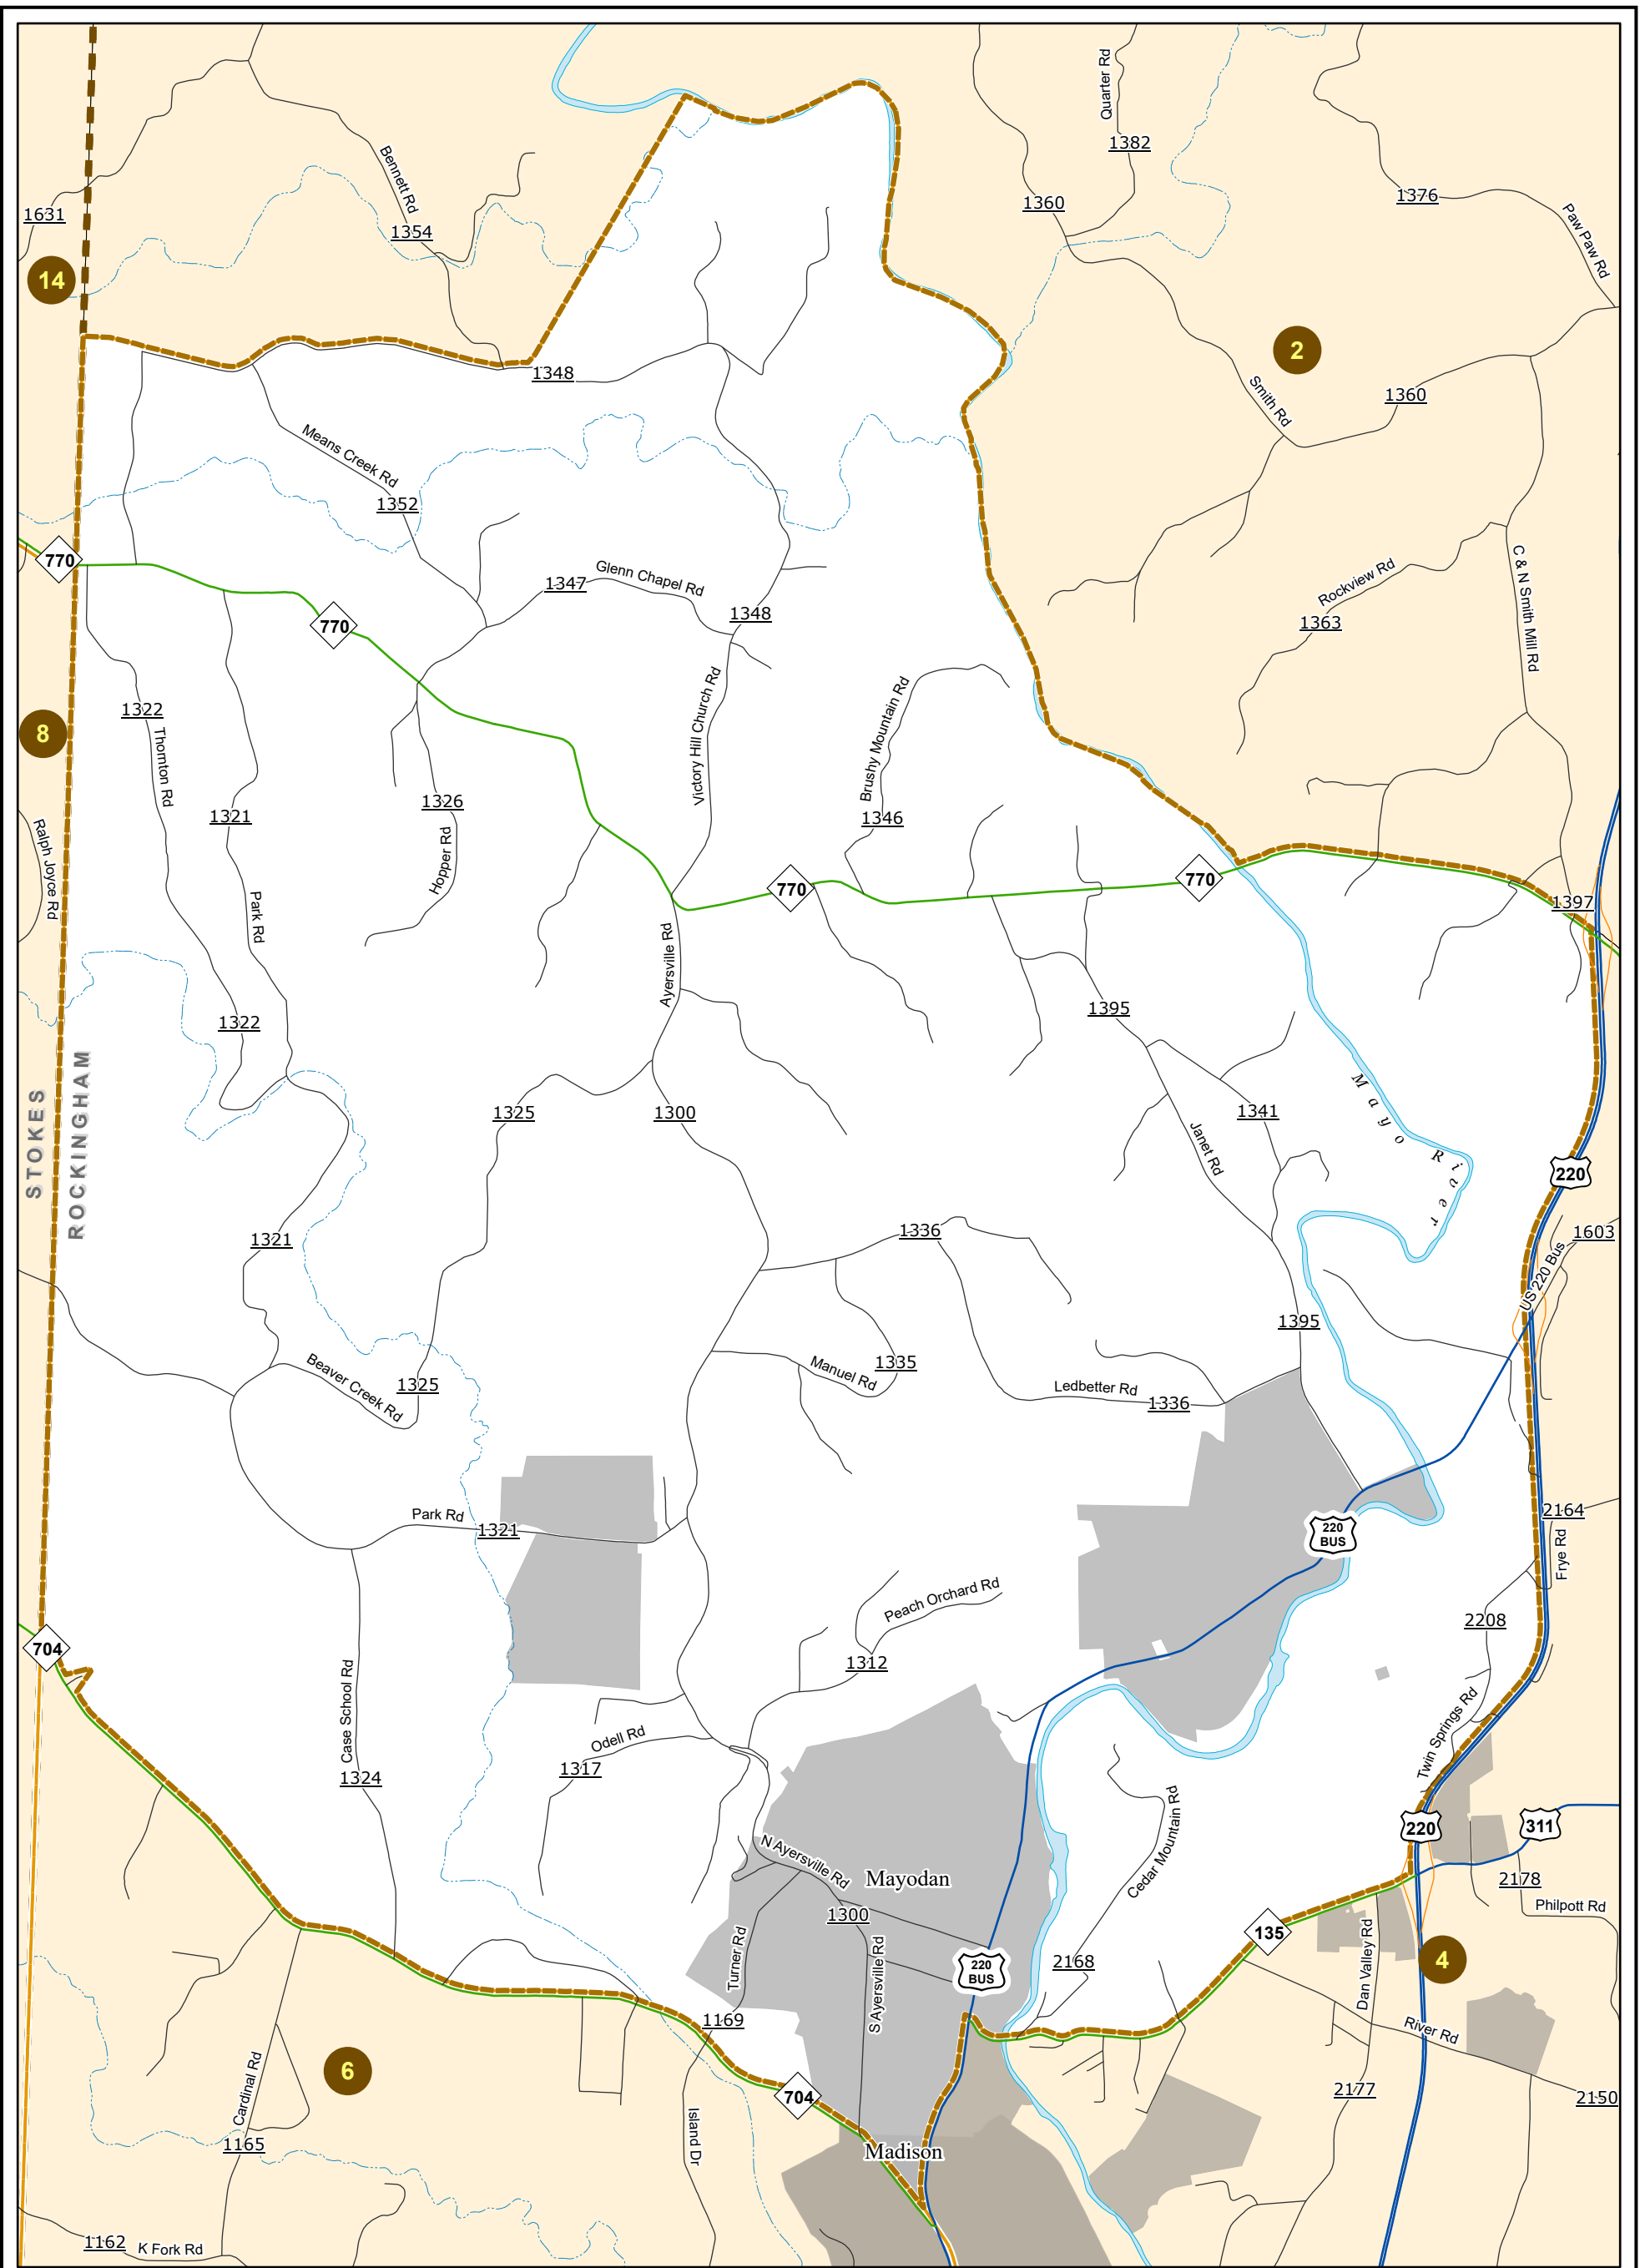 Quarter Rd
1382
Bennett Rd
1376
1360
1631
1354
Paw Paw Rd
14
2
1348
Smith Rd
1360
Means Creek Rd
1352
770
C & N Smith Mill Rd
Glenn Chapel Rd
1347
Rockview Rd
1348
770
1363
Victory Hill Church Rd
Brushy Mountain Rd
1322
8
Thornton Rd
1326
1321
1346
Ralph Joyce Rd
Hopper Rd
770
770
Park Rd
1397
Ayersville Rd
1395
1322
Mayo River
STOKES
ROCKINGHAM
1325
1300
1341
Janet Rd
220
1336
1603
1321
US 220 Bus
1395
1335
Manuel Rd
Beaver Creek Rd
1325
Ledbetter Rd
1336
Park Rd
1321
2164
220 BUS
Frye Rd
Peach Orchard Rd
2208
704
1312
Case School Rd
Odell Rd
Twin Springs Rd
1317
1324
Cedar Mountain Rd
220
311
N Ayersville Rd
Mayodan
2178
1300
Philpott Rd
135
Turner Rd
S Ayersville Rd
220 BUS
2168
Dan Valley Rd
4
1169
River Rd
6
Cardinal Rd
704
2177
2150
Island Dr
1165
Madison
1162
K Fork Rd